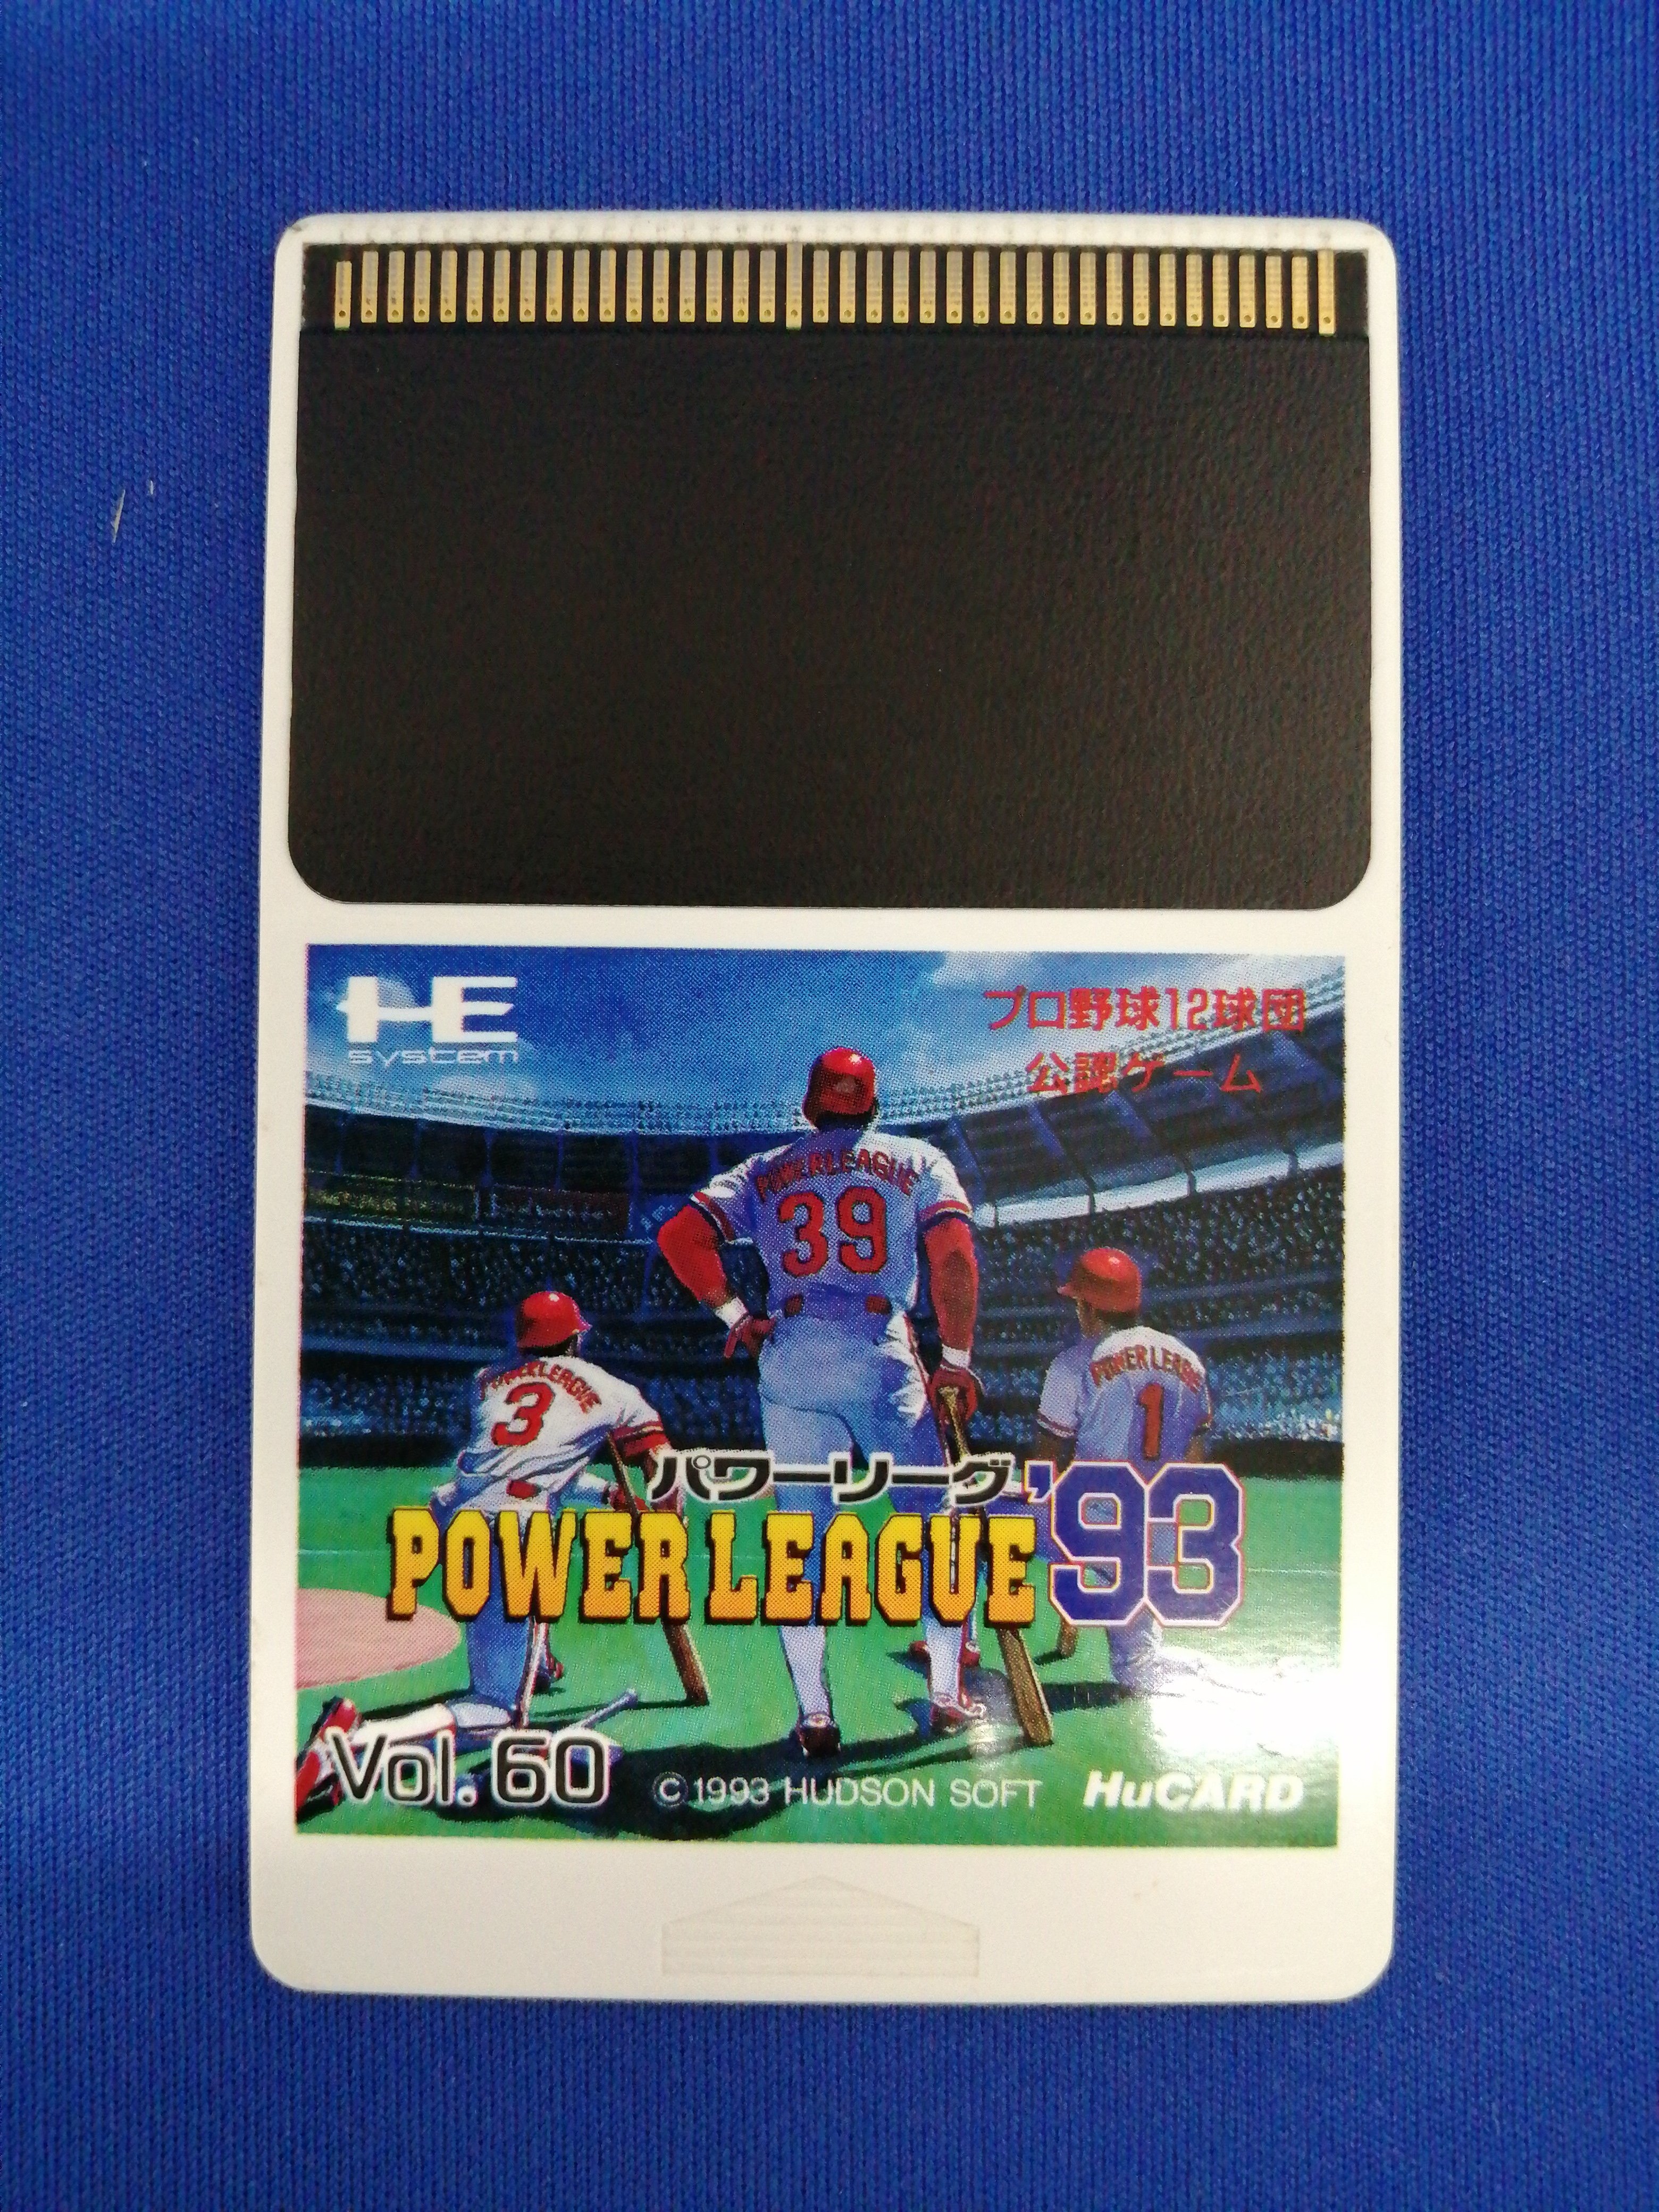 HE
system
プロ野球12球団
公認ゲーム
POWERLEAGUE
39
POWERLEAGUE
3
POWERLEAGUE
1
パワーリーグ'93
POWER LEAGUE
Vol. 60
©1993 HUDSON SOFT
HuCARD